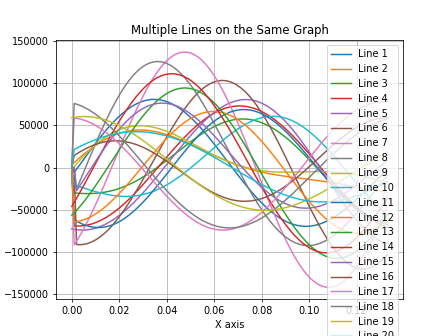 Multiple Lines on the Same Graph
150000
100000
50000
0
−50000
−100000
−150000
0.00
0.02
0.04
0.06
0.08
0.10
X axis
Line 1
Line 2
Line 3
Line 4
Line 5
Line 6
Line 7
Line 8
Line 9
Line 10
Line 11
Line 12
Line 13
Line 14
Line 15
Line 16
Line 17
Line 18
Line 19
Line 20